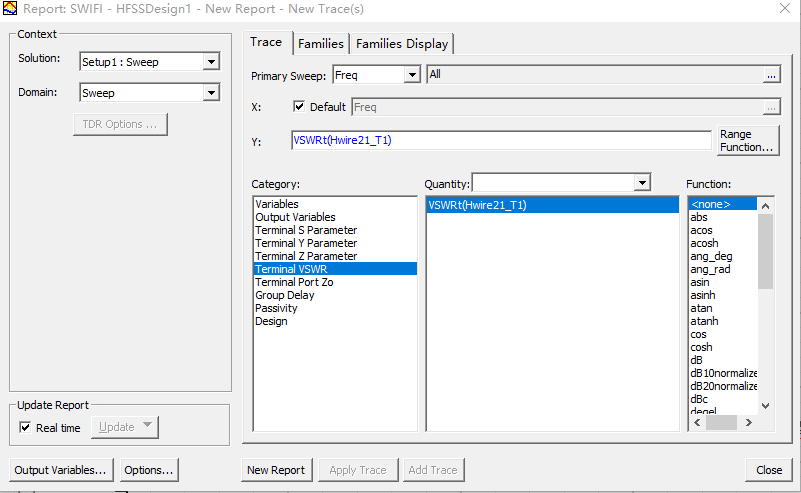 Report: SWIFI - HFSSDesign1 - New Report - New Trace(s)
Context
Solution: Setup1 : Sweep
Domain: Sweep
TDR Options ...
Update Report
Real time Update
Output Variables... Options...
Trace Families Families Display
Primary Sweep: Freq All ...
X: Default Freq ...
Y: VSWRt(Hwire21_T1) Range Function...
Category: Quantity: Function:
Variables
Output Variables
Terminal S Parameter
Terminal Y Parameter
Terminal Z Parameter
Terminal VSWR
Terminal Port Zo
Group Delay
Passivity
Design
VSWRt(Hwire21_T1)
<none>
abs
acos
acosh
ang_deg
ang_rad
asin
asinh
atan
atanh
cos
cosh
dB
dB10normalize
dB20normalize
dBc
New Report Apply Trace Add Trace Close